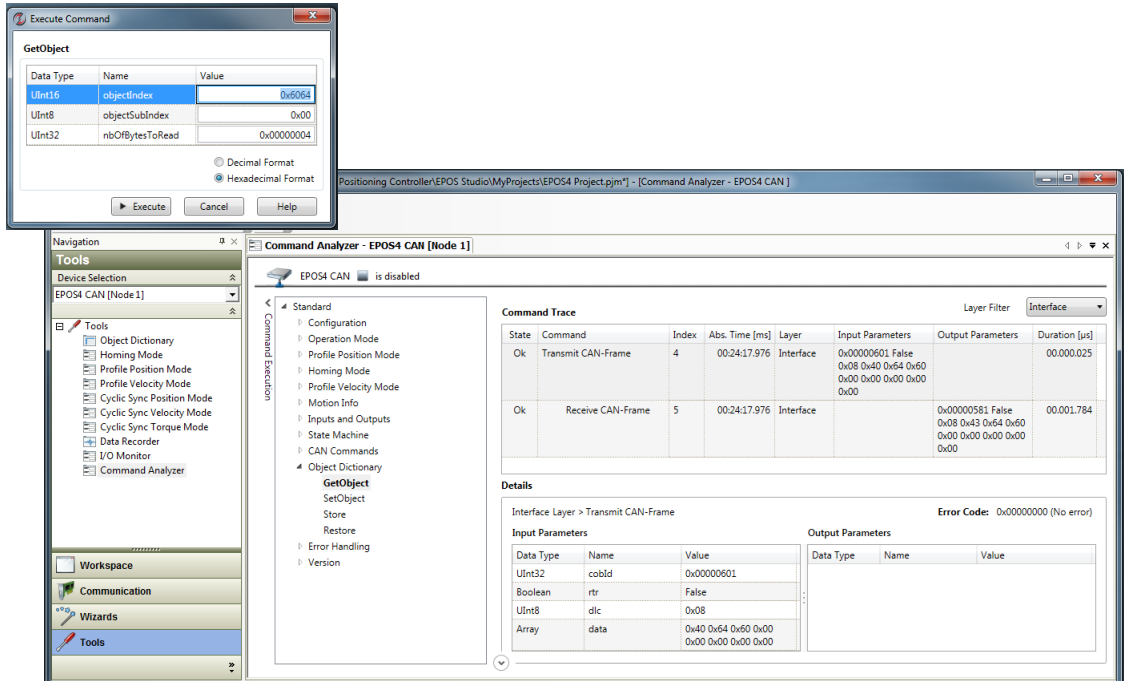 Execute Command
GetObject
Data Type Name Value
UInt16 objectIndex 0x6064
UInt8 objectSubIndex 0x00
UInt32 nbOfBytesToRead 0x00000004
Decimal Format
Hexadecimal Format
Execute Cancel Help
Positioning Controller\EPOS Studio\MyProjects\EPOS4 Project.pjm*] - [Command Analyzer - EPOS4 CAN ]
Navigation
Tools
Device Selection
EPOS4 CAN [Node1]
Tools
Object Dictionary
Homing Mode
Profile Position Mode
Profile Velocity Mode
Cyclic Sync Position Mode
Cyclic Sync Velocity Mode
Cyclic Sync Torque Mode
Data Recorder
I/O Monitor
Command Analyzer
Workspace
Communication
Wizards
Tools
Command Analyzer - EPOS4 CAN [Node 1]
EPOS4 CAN is disabled
Command Execution
Standard
Configuration
Operation Mode
Profile Position Mode
Homing Mode
Profile Velocity Mode
Motion Info
Inputs and Outputs
State Machine
CAN Commands
Object Dictionary
GetObject
SetObject
Store
Restore
Error Handling
Version
Command Trace
Layer Filter Interface
State Command Index Abs. Time [ms] Layer Input Parameters Output Parameters Duration [µs]
Ok Transmit CAN-Frame 4 00:24:17.976 Interface 0x00000601 False 00.000.025
0x08 0x40 0x64 0x60
0x00 0x00 0x00 0x00
0x00
Ok Receive CAN-Frame 5 00:24:17.976 Interface 0x00000581 False 00.001.784
0x08 0x43 0x64 0x60
0x00 0x00 0x00 0x00
0x00
Details
Interface Layer > Transmit CAN-Frame
Error Code: 0x00000000 (No error)
Input Parameters
Data Type Name Value
UInt32 cobId 0x00000601
Boolean rtr False
UInt8 dlc 0x08
Array data 0x40 0x64 0x60 0x00
0x00 0x00 0x00 0x00
Output Parameters
Data Type Name Value